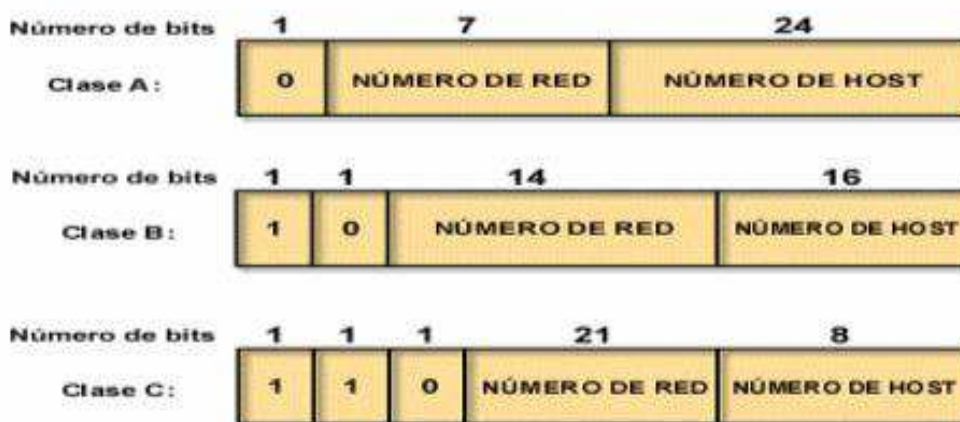 Número de bits 1 7 24
Clase A: 0 NÚMERO DE RED NÚMERO DE HOST
Número de bits 1 1 14 16
Clase B: 1 0 NÚMERO DE RED NÚMERO DE HOST
Número de bits 1 1 1 21 8
Clase C: 1 1 0 NÚMERO DE RED NÚMERO DE HOST